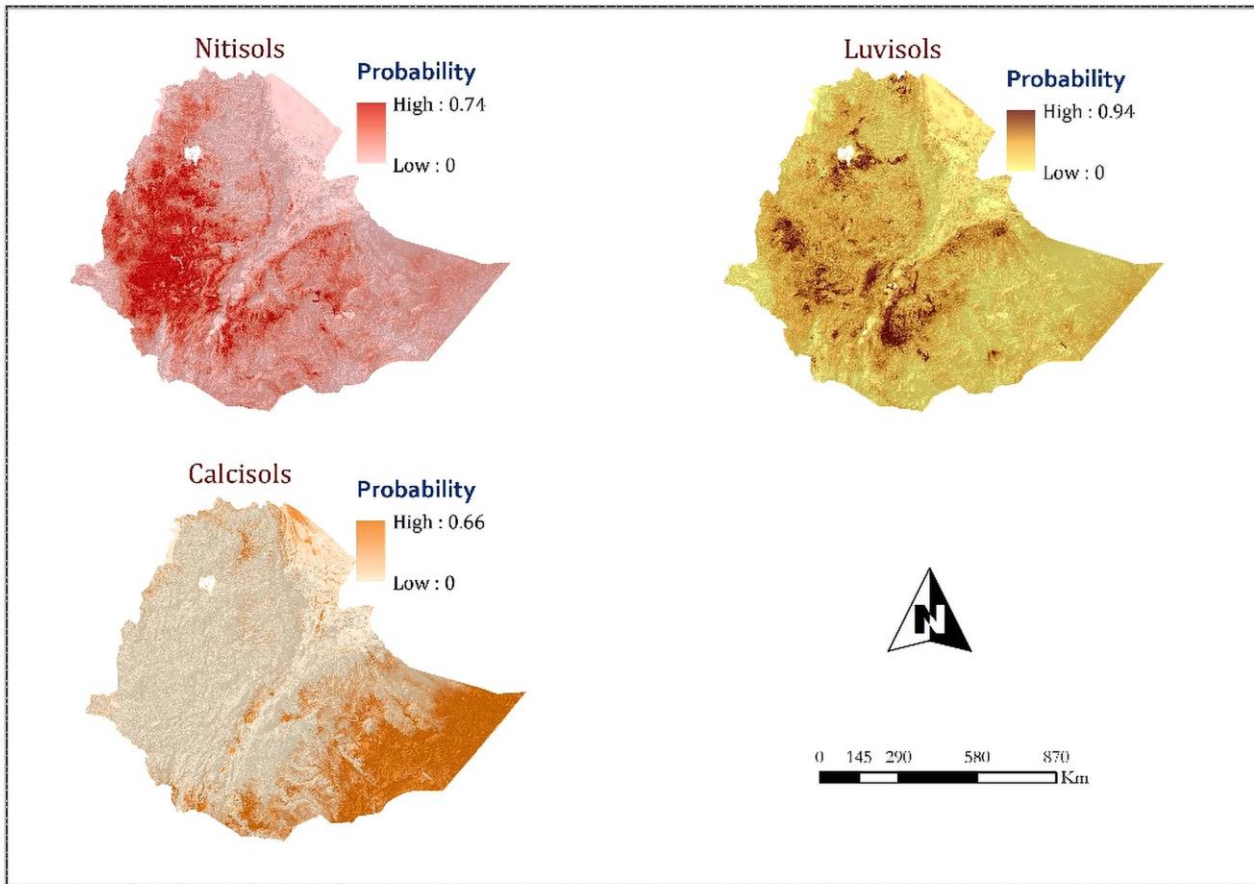 Nitisols
Probability
High : 0.74
Low : 0
Luvisols
Probability
High : 0.94
Low : 0
Calcisols
Probability
High : 0.66
Low : 0
N
0 145 290 580 870
Km